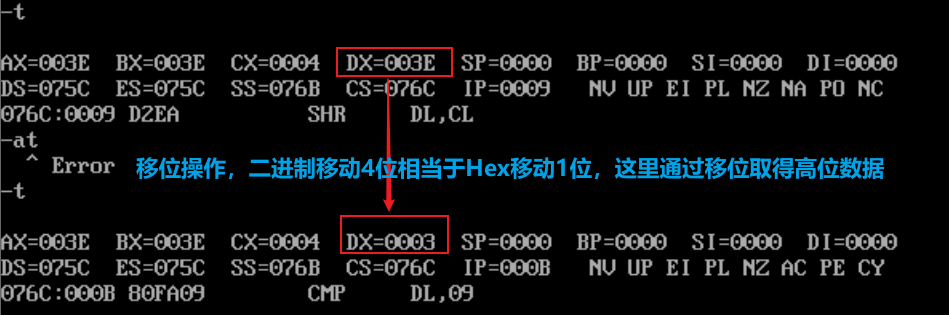 -t
AX=003E BX=003E CX=0004 DX=003E SP=0000 BP=0000 SI=0000 DI=0000
DS=075C ES=075C SS=076B CS=076C IP=0009 NV UP EI PL NZ NA PO NC
076C:0009 D2EA SHR DL,CL
-at
^ Error
移位操作，二进制移动4位相当于Hex移动1位，这里通过移位取得高位数据
-t
AX=003E BX=003E CX=0004 DX=0003 SP=0000 BP=0000 SI=0000 DI=0000
DS=075C ES=075C SS=076B CS=076C IP=000B NV UP EI PL NZ AC PE CY
076C:000B 80FA09 CMP DL,09